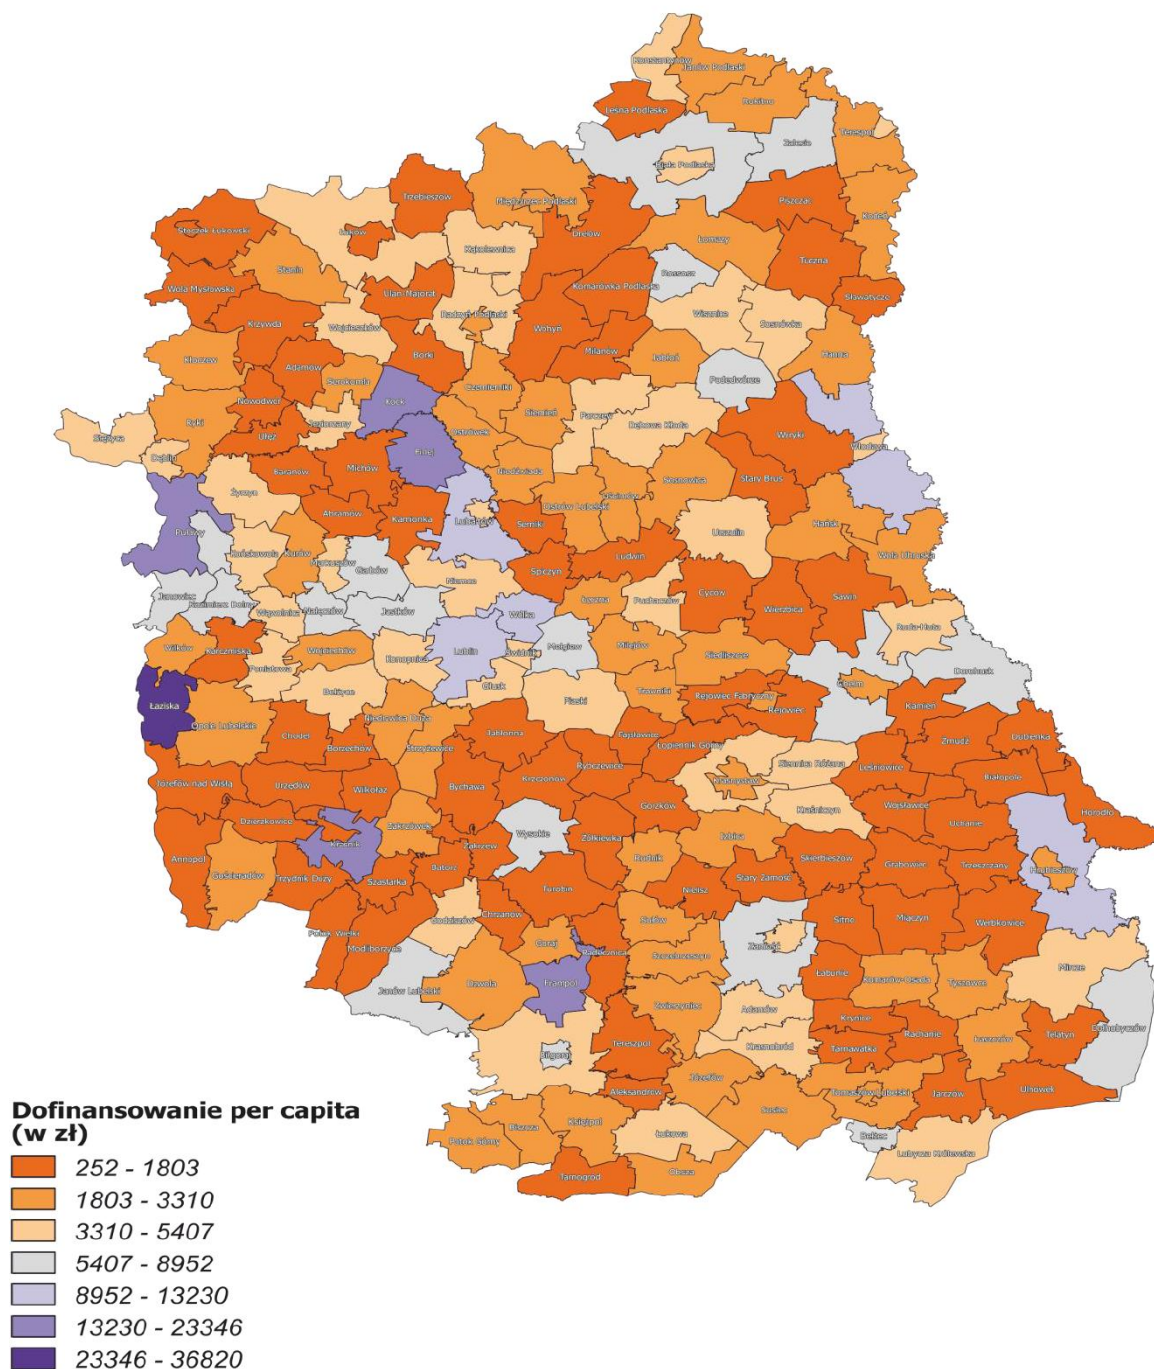 Konstantynów
Janów Podlaski
Rokitno
Leśna Podlaska
Terespol
Zalesie
Biała Podlaska
Trzebieszów
Międzyrzec Podlaski
Piszczac
Kodeń
Stoczek Łukowski
Łuków
Drelów
Kąkolewnica
Łomazy
Tuczna
Stanin
Rossosz
Wola Mysłowska
Komarówka Podlaska
Ulan-Majorat
Sławatycze
Radzyń Podlaski
Wisznice
Sosnówka
Krzywda
Wojcieszków
Wohyń
Milanów
Jabłoń
Hanna
Kłoczew
Borki
Adamów
Serokomla
Czemierniki
Podedwórze
Nowodwór
Kock
Siemień
Parczew
Dębowa Kłoda
Ryki
Jeziorzany
Stężyca
Ułęż
Ostrówek
Wyryki
Włodawa
Dęblin
Firlej
Michów
Baranów
Niedźwiada
Sosnowica
Stary Brus
Żyrzyn
Uścimów
Ostrów Lubelski
Abramów
Kamionka
Lubartów
Serniki
Hańsk
Puławy
Urszulin
Końskowola
Kurów
Markuszów
Garbów
Ludwin
Wola Uhruska
Spiczyn
Niemce
Janowiec
Kazimierz Dolny
Wąwolnica
Nałęczów
Jastków
Wólka
Łęczna
Puchaczów
Cyców
Wierzbica
Sawin
Ruda-Huta
Wilków
Karczmiska
Poniatowa
Wojciechów
Konopnica
Lublin
Świdnik
Mełgiew
Milejów
Siedliszcze
Dorohusk
Łaziska
Bełżyce
Głusk
Piaski
Trawniki
Chełm
Rejowiec Fabryczny
Rejowiec
Kamień
Opole Lubelskie
Niedrzwica Duża
Strzyżewice
Chodel
Borzechów
Jabłonna
Fajsławice
Łopiennik Górny
Żmudź
Dubienka
Rybczewice
Siennica Różana
Leśniowice
Białopole
Józefów nad Wisłą
Urzędów
Wilkołaz
Bychawa
Krzczonów
Krasnystaw
Gorzków
Kraśniczyn
Wojsławice
Horodło
Dzierzkowice
Zakrzówek
Wysokie
Żółkiewka
Uchanie
Kraśnik
Zakrzew
Izbica
Annopol
Rudnik
Skierbieszów
Grabowiec
Trzeszczany
Hrubieszów
Gościeradów
Trzydnik Duży
Szastarka
Batorz
Turobin
Nielisz
Stary Zamość
Potok Wielki
Modliborzyce
Godziszów
Chrzanów
Sułów
Sitno
Miączyn
Werbkowice
Goraj
Radecznica
Szczebrzeszyn
Zamość
Mircze
Janów Lubelski
Dzwola
Frampol
Łabunie
Komarów-Osada
Tyszowce
Zwierzyniec
Adamów
Krynice
Rachanie
Telatyn
Dołhobyczów
Biłgoraj
Tereszpol
Krasnobród
Tarnawatka
Łaszczów
Aleksandrów
Józefów
Tomaszów Lubelski
Jarczów
Ulhówek
Susiec
Potok Górny
Biszcza
Księżpol
Łukowa
Bełżec
Lubycza Królewska
Tarnogród
Obsza
Dofinansowanie per capita
(w zł)
252 - 1803
1803 - 3310
3310 - 5407
5407 - 8952
8952 - 13230
13230 - 23346
23346 - 36820